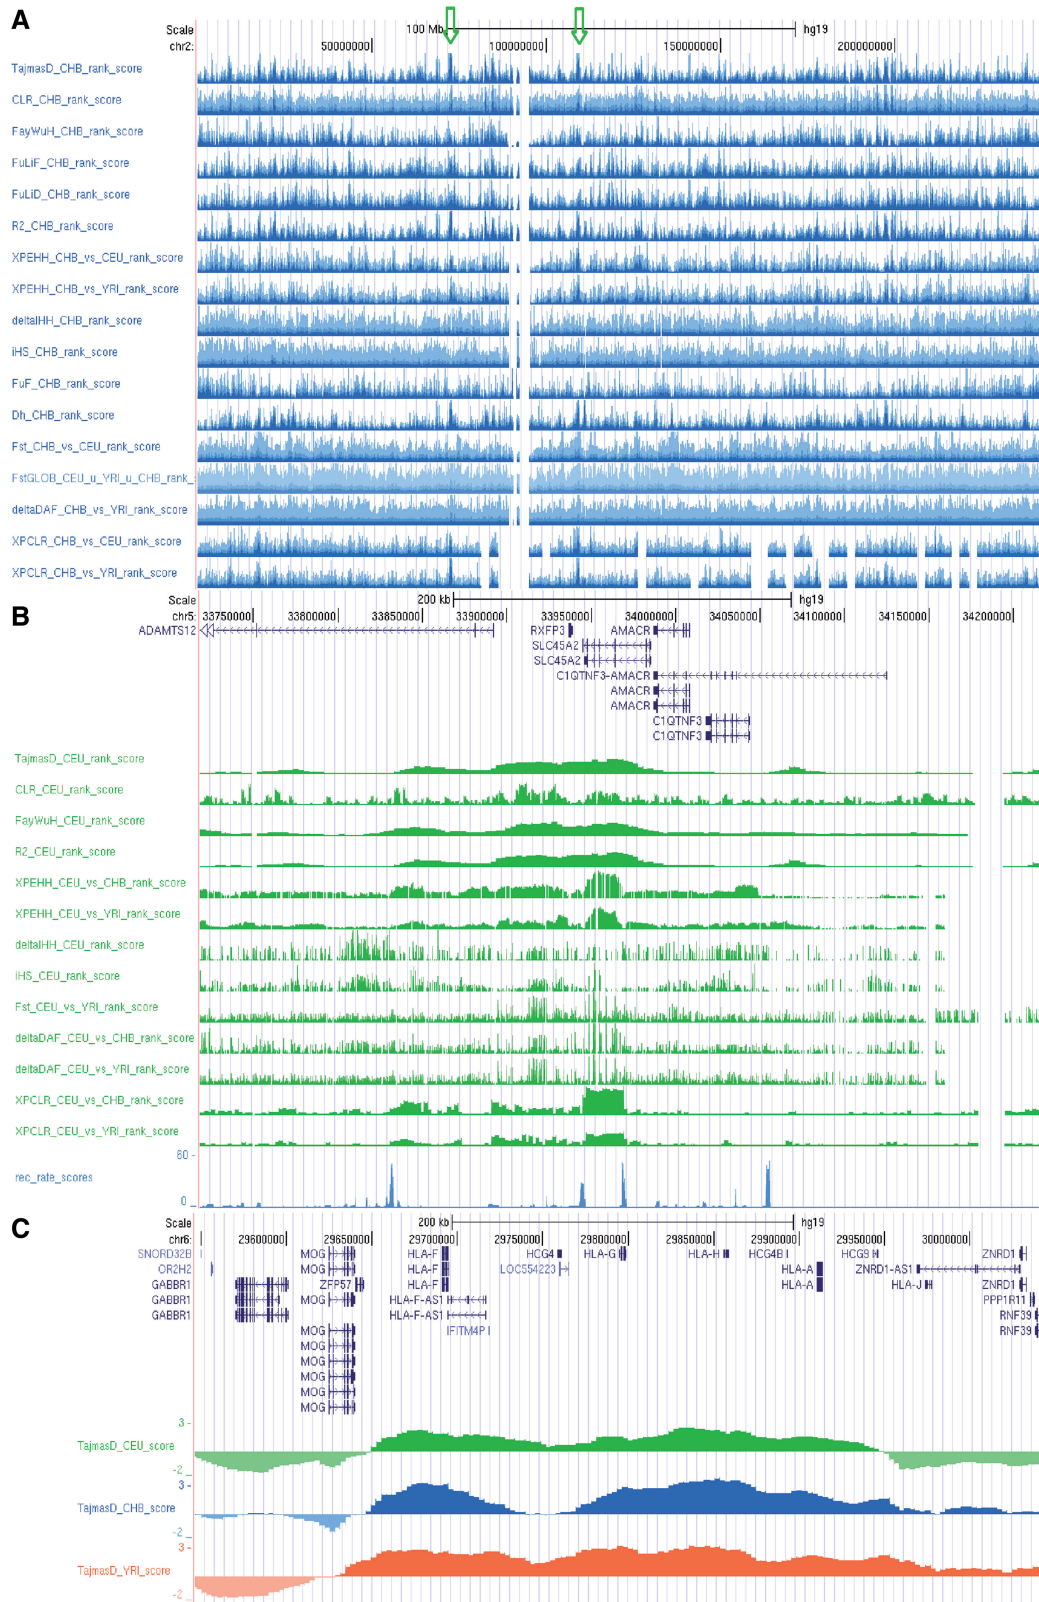 A
Scale 100 Mb hg19
chr2: 50000000 100000000 150000000 200000000
TajmasD_CHB_rank_score
CLR_CHB_rank_score
FayWuH_CHB_rank_score
FuLiF_CHB_rank_score
FuLiD_CHB_rank_score
R2_CHB_rank_score
XPEHH_CHB_vs_CEU_rank_score
XPEHH_CHB_vs_YRI_rank_score
deltaIHH_CHB_rank_score
iHS_CHB_rank_score
FuF_CHB_rank_score
Dh_CHB_rank_score
Fst_CHB_vs_CEU_rank_score
FstGLOB_CEU_u_YRI_u_CHB_rank_
deltaDAF_CHB_vs_YRI_rank_score
XPCLR_CHB_vs_CEU_rank_score
XPCLR_CHB_vs_YRI_rank_score
B
Scale 200 kb hg19
chr5: 33750000 33800000 33850000 33900000 33950000 34000000 34050000 34100000 34150000 34200000
ADAMTS12 RXFP3 AMACR
SLC45A2
SLC45A2
C1QTNF3-AMACR
AMACR
AMACR
C1QTNF3
C1QTNF3
TajmasD_CEU_rank_score
CLR_CEU_rank_score
FayWuH_CEU_rank_score
R2_CEU_rank_score
XPEHH_CEU_vs_CHB_rank_score
XPEHH_CEU_vs_YRI_rank_score
deltaIHH_CEU_rank_score
iHS_CEU_rank_score
Fst_CEU_vs_YRI_rank_score
deltaDAF_CEU_vs_CHB_rank_score
deltaDAF_CEU_vs_YRI_rank_score
XPCLR_CEU_vs_CHB_rank_score
XPCLR_CEU_vs_YRI_rank_score
60 -
rec_rate_scores
0 _
C
Scale 200 kb hg19
chr6: 29600000 29650000 29700000 29750000 29800000 29850000 29900000 29950000 30000000
SNORD32B MOG HLA-F HCG4 HLA-G HLA-H HCG4B HCG9 ZNRD1
OR2H2 MOG HLA-F LOC554223 HLA-A ZNRD1-AS1
GABBR1 ZFP57 HLA-F HLA-A HLA-J ZNRD1
GABBR1 MOG HLA-F-AS1 PPP1R11
GABBR1 HLA-F-AS1 RNF39
MOG IFITM4P RNF39
MOG
MOG
MOG
MOG
MOG
3 -
TajmasD_CEU_score
-2 _
3 -
TajmasD_CHB_score
-2 _
3 -
TajmasD_YRI_score
-2 _